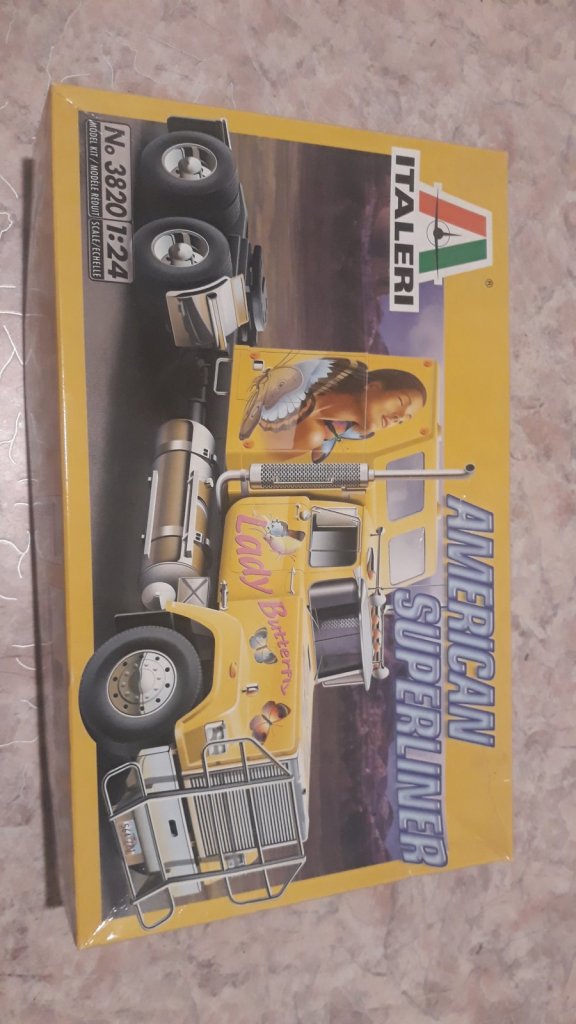 ITALERI
®
AMERICAN
SUPERLINER
Lady Butterfly
No 3820 1:24
MODEL KIT / MODELE REDUIT SCALE/ECHELLE